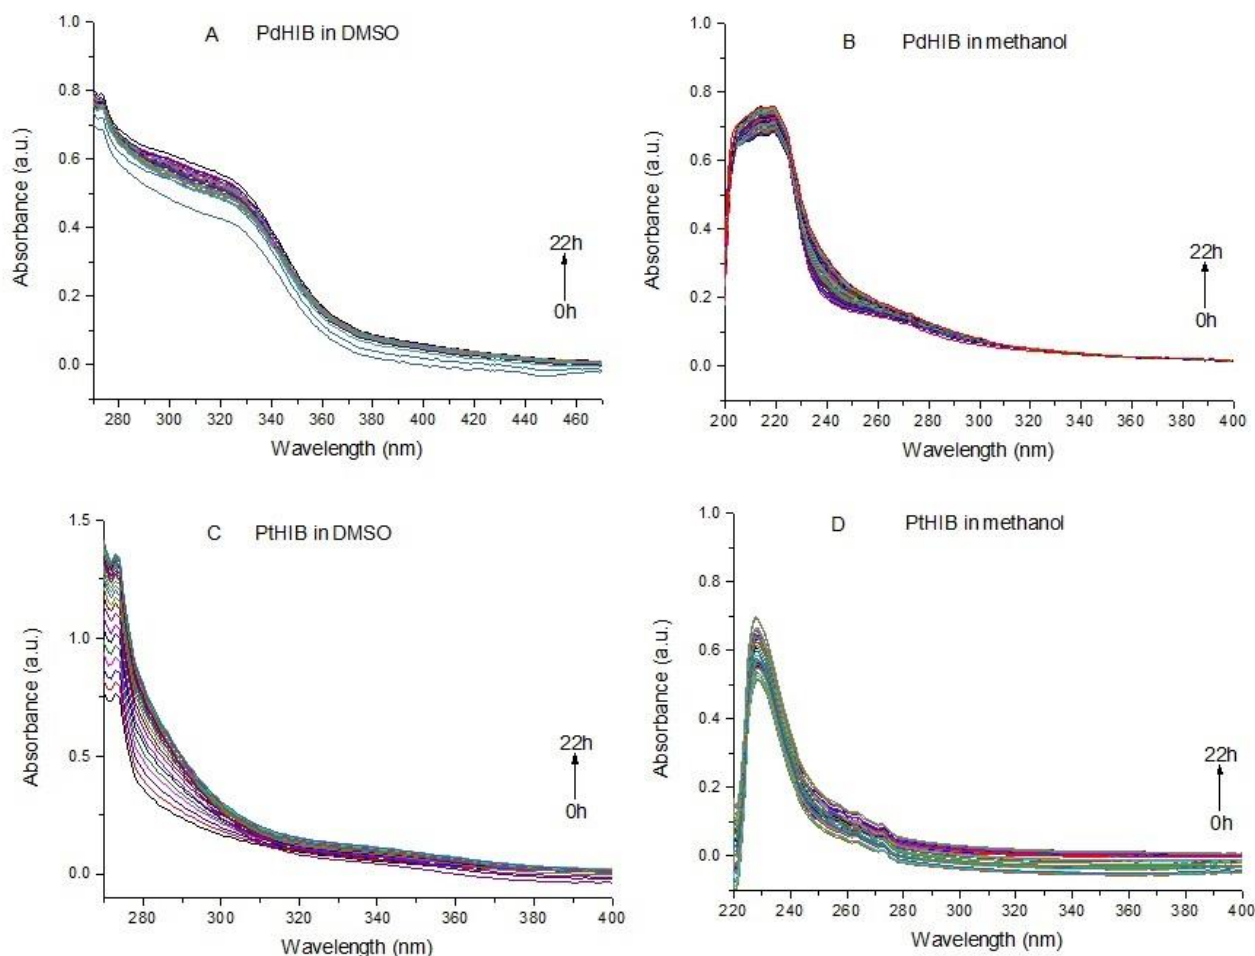 A PdHIB in DMSO
1.0
0.8
0.6
0.4
0.2
0.0
Absorbance (a.u.)
22h
0h
280 300 320 340 360 380 400 420 440 460
Wavelength (nm)
B PdHIB in methanol
1.0
0.8
0.6
0.4
0.2
0.0
Absorbance (a.u.)
22h
0h
200 220 240 260 280 300 320 340 360 380 400
Wavelength (nm)
C PtHIB in DMSO
1.5
1.0
0.5
0.0
Absorbance (a.u.)
22h
0h
280 300 320 340 360 380 400
Wavelength (nm)
D PtHIB in methanol
1.0
0.8
0.6
0.4
0.2
0.0
Absorbance (a.u.)
22h
0h
220 240 260 280 300 320 340 360 380 400
Wavelength (nm)